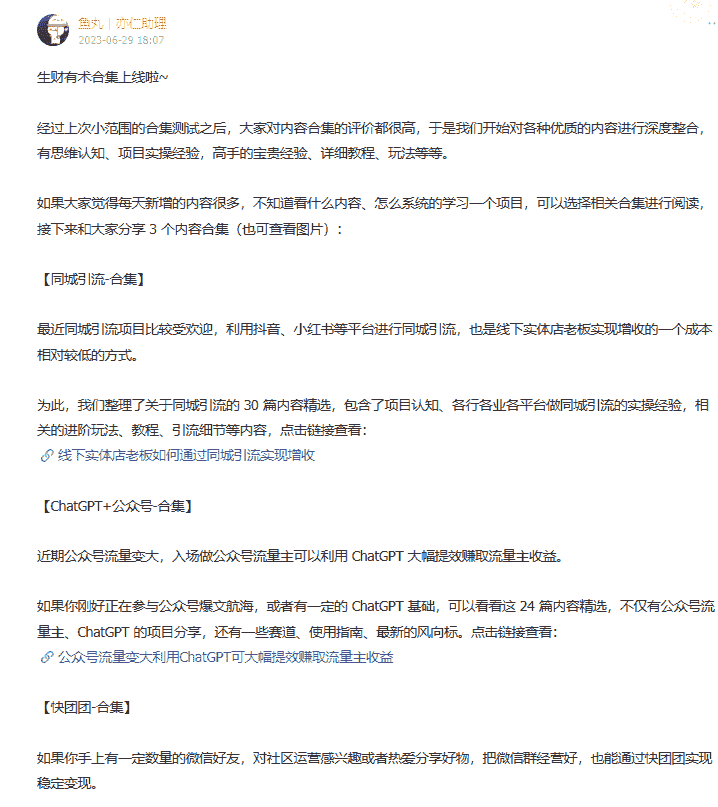 鱼丸 | 亦仁助理
2023-06-29 18:07
生财有术合集上线啦~
经过上次小范围的合集测试之后，大家对内容合集的评价都很高，于是我们开始对各种优质的内容进行深度整合，
有思维认知、项目实操经验，高手的宝贵经验、详细教程、玩法等等。
如果大家觉得每天新增的内容很多，不知道看什么内容、怎么系统的学习一个项目，可以选择相关合集进行阅读，
接下来和大家分享 3 个内容合集（也可查看图片）：
【同城引流-合集】
最近同城引流项目比较受欢迎，利用抖音、小红书等平台进行同城引流，也是线下实体店老板实现增收的一个成本
相对较低的方式。
为此，我们整理了关于同城引流的 30 篇内容精选，包含了项目认知、各行各业各平台做同城引流的实操经验，相
关的进阶玩法、教程、引流细节等内容，点击链接查看：
线下实体店老板如何通过同城引流实现增收
【ChatGPT+公众号-合集】
近期公众号流量变大，入场做公众号流量主可以利用 ChatGPT 大幅提效赚取流量主收益。
如果你刚好正在参与公众号爆文航海，或者有一定的 ChatGPT 基础，可以看看这 24 篇内容精选，不仅有公众号流
量主、ChatGPT 的项目分享，还有一些赛道、使用指南、最新的风向标。点击链接查看：
公众号流量变大利用ChatGPT可大幅提效赚取流量主收益
【快团团-合集】
如果你手上有一定数量的微信好友，对社区运营感兴趣或者热爱分享好物，把微信群经营好，也能通过快团团实现
稳定变现。